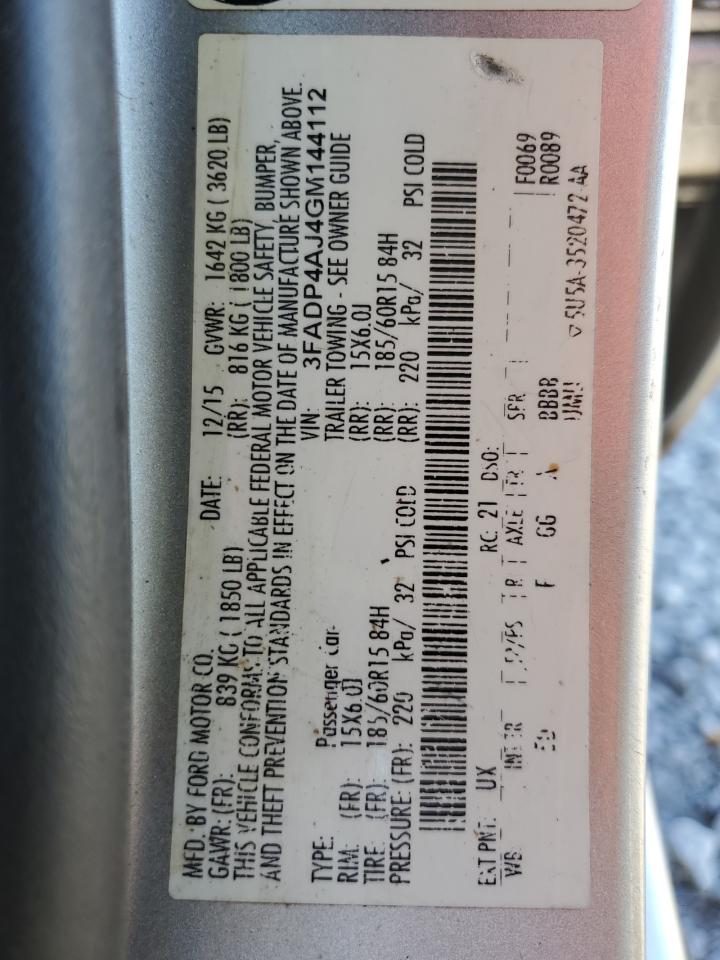 MFD. BY FORD MOTOR CO.
DATE: 12/15 GVWR: 1642 KG ( 3620 LB)
GAWR: (FR): 839 KG ( 1850 LB) (RR): 816 KG ( 1800 LB)
THIS VEHICLE CONFORMS TO ALL APPLICABLE FEDERAL MOTOR VEHICLE SAFETY, BUMPER,
AND THEFT PREVENTION STANDARDS IN EFFECT ON THE DATE OF MANUFACTURE SHOWN ABOVE.
VIN: 3FADP4AJ4GM144112
TYPE: Passenger Car TRAILER TOWING - SEE OWNER GUIDE
RIM: (FR): 15X6.0J (RR): 15X6.0J
TIRE: (FR): 185/60R15 84H (RR): 185/60R15 84H
PRESSURE: (FR): 220 kPa/ 32 PSI COLD (RR): 220 kPa/ 32 PSI COLD
EXT PNT: UX RC: 21 DSO:
F0069
R0089
WB INT TR TP/PS R AXLE TR SPR
F GG A BBBB
UMU
5U5A-3520472-AA